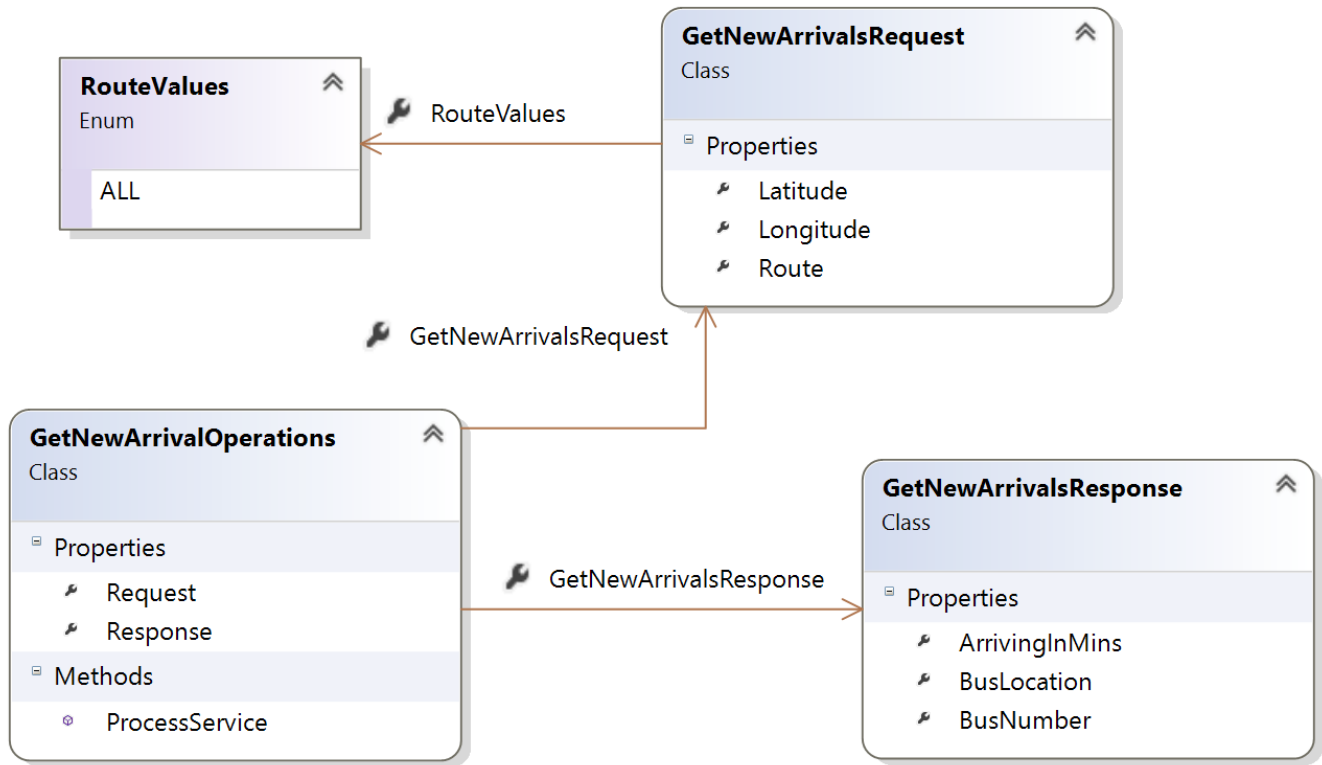 RouteValues
Enum
ALL
RouteValues
GetNewArrivalsRequest
Class
Properties
Latitude
Longitude
Route
GetNewArrivalsRequest
GetNewArrivalOperations
Class
Properties
Request
Response
Methods
ProcessService
GetNewArrivalsResponse
GetNewArrivalsResponse
Class
Properties
ArrivingInMins
BusLocation
BusNumber